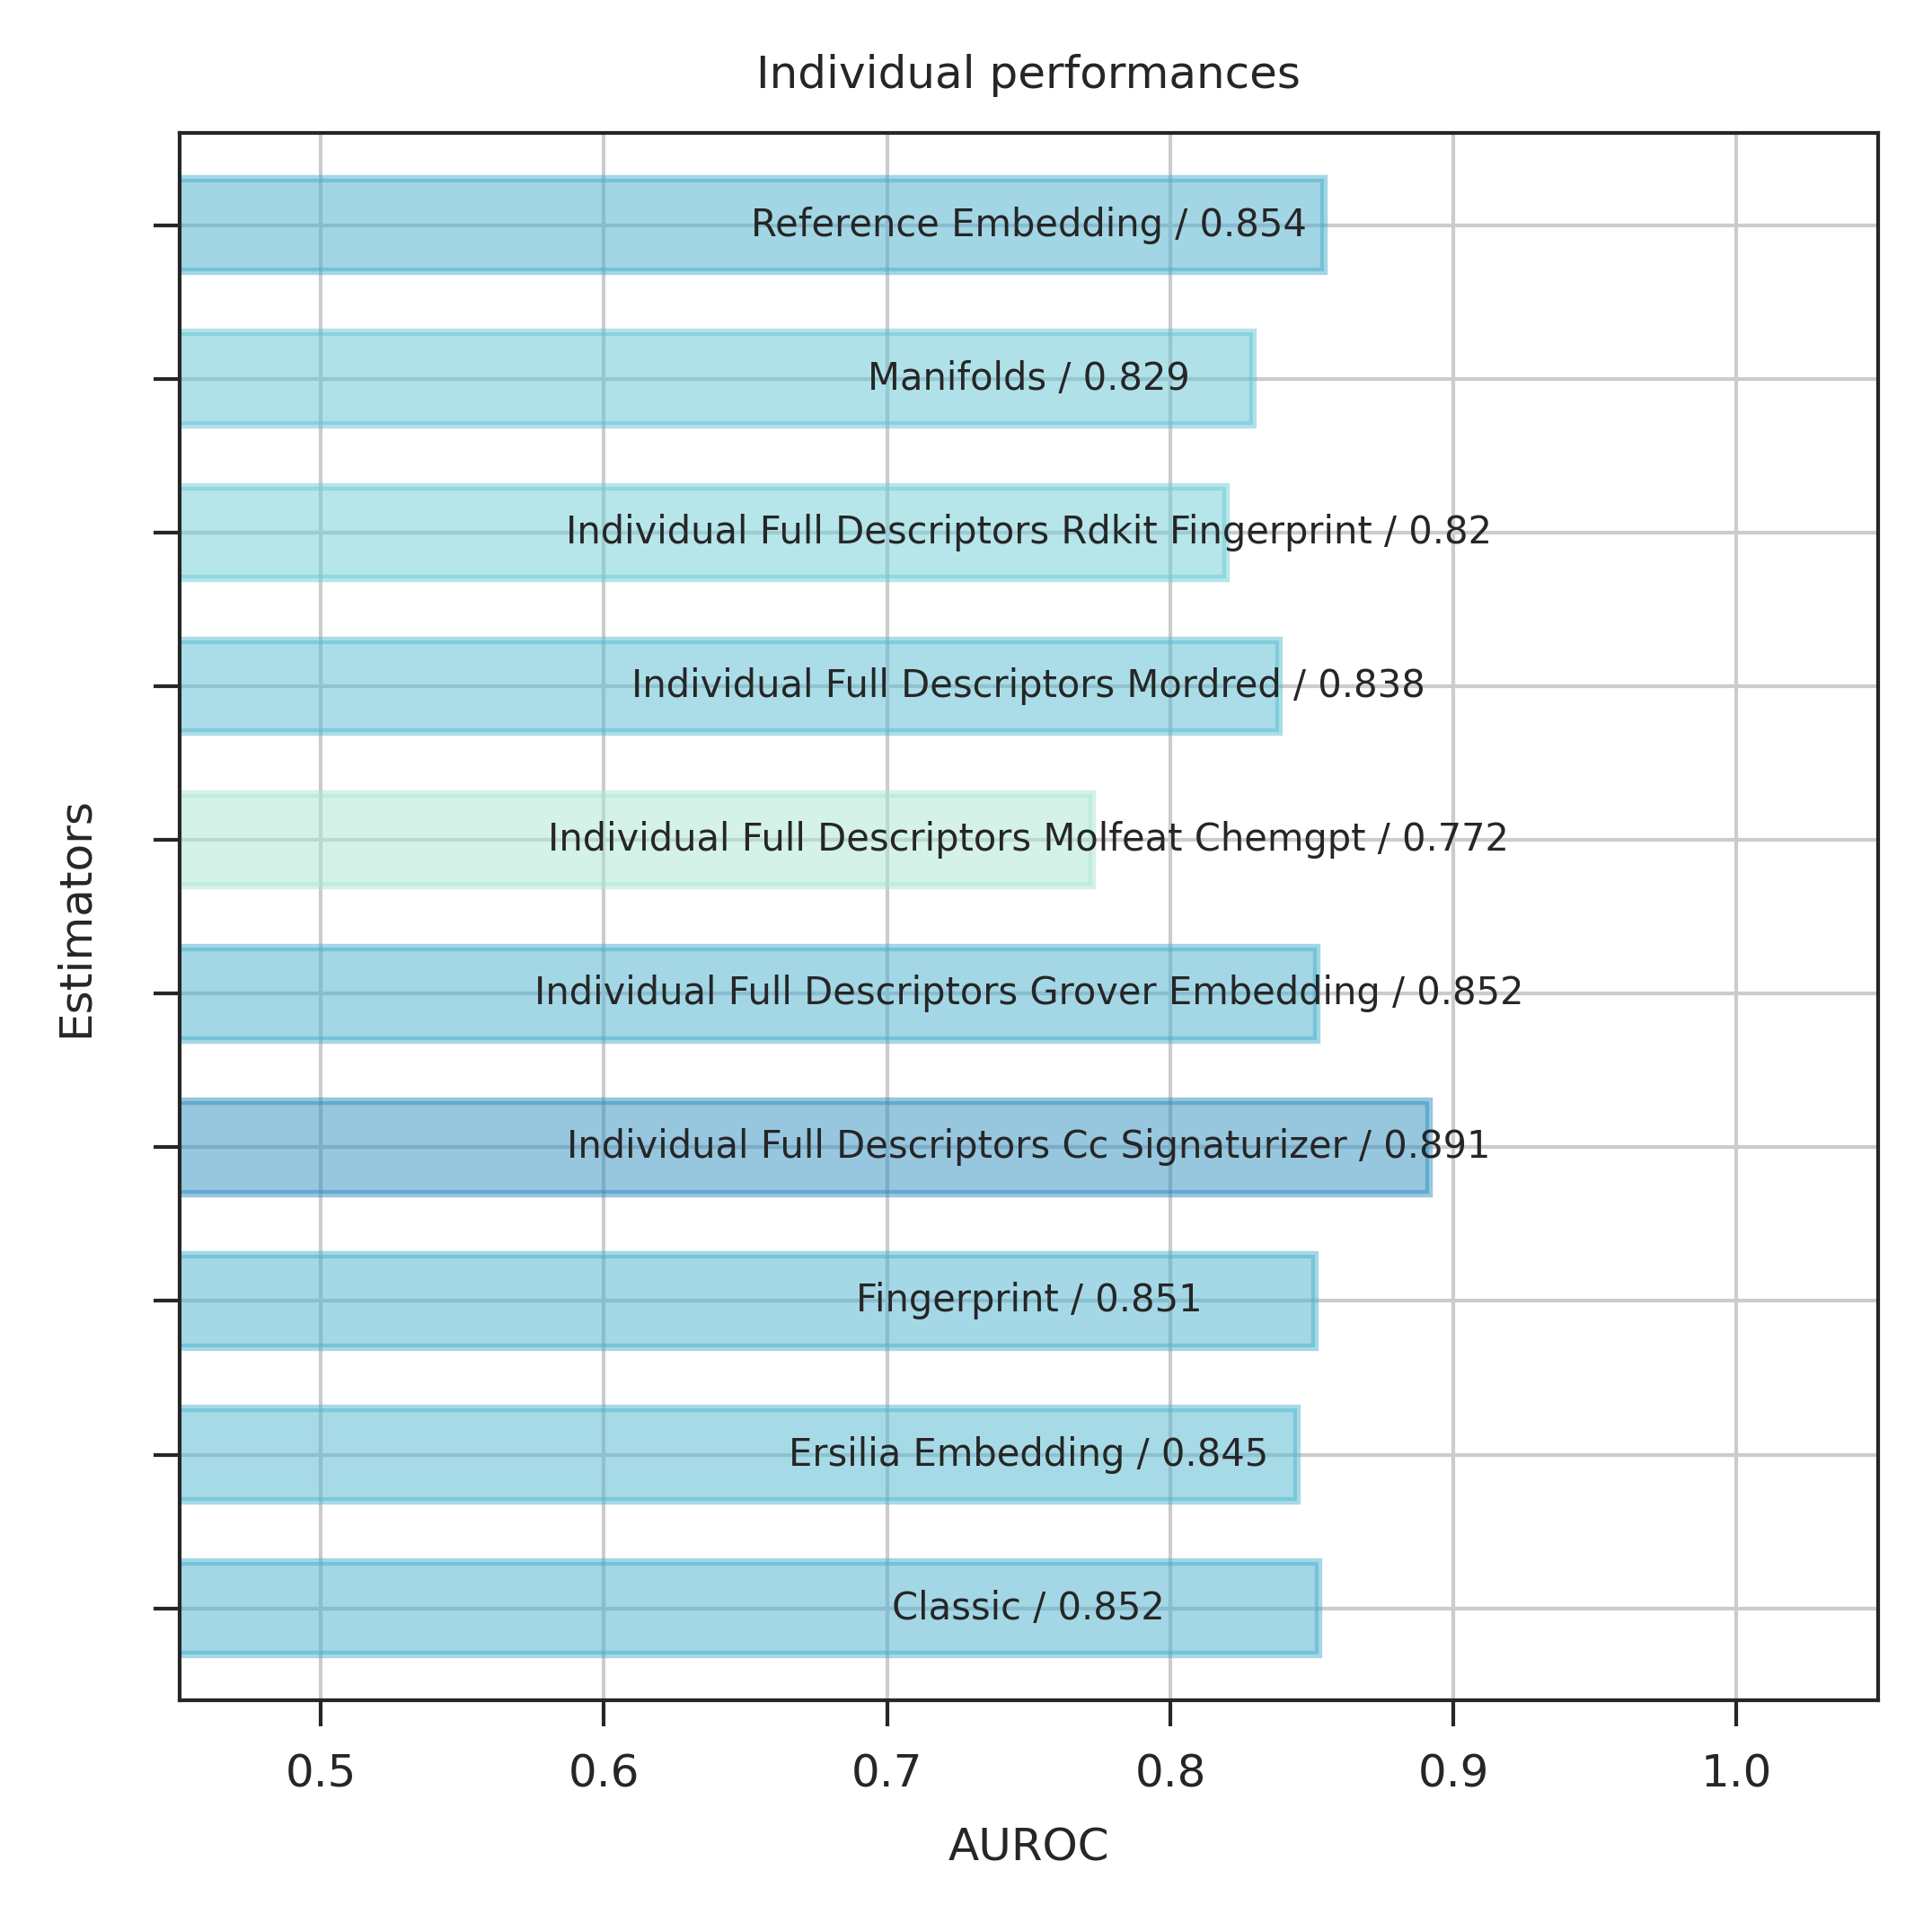 Individual performances
Reference Embedding / 0.854
Manifolds / 0.829
Individual Full Descriptors Rdkit Fingerprint / 0.82
Individual Full Descriptors Mordred / 0.838
Individual Full Descriptors Molfeat Chemgpt / 0.772
Individual Full Descriptors Grover Embedding / 0.852
Individual Full Descriptors Cc Signaturizer / 0.891
Fingerprint / 0.851
Ersilia Embedding / 0.845
Classic / 0.852
Estimators
0.5 0.6 0.7 0.8 0.9 1.0
AUROC